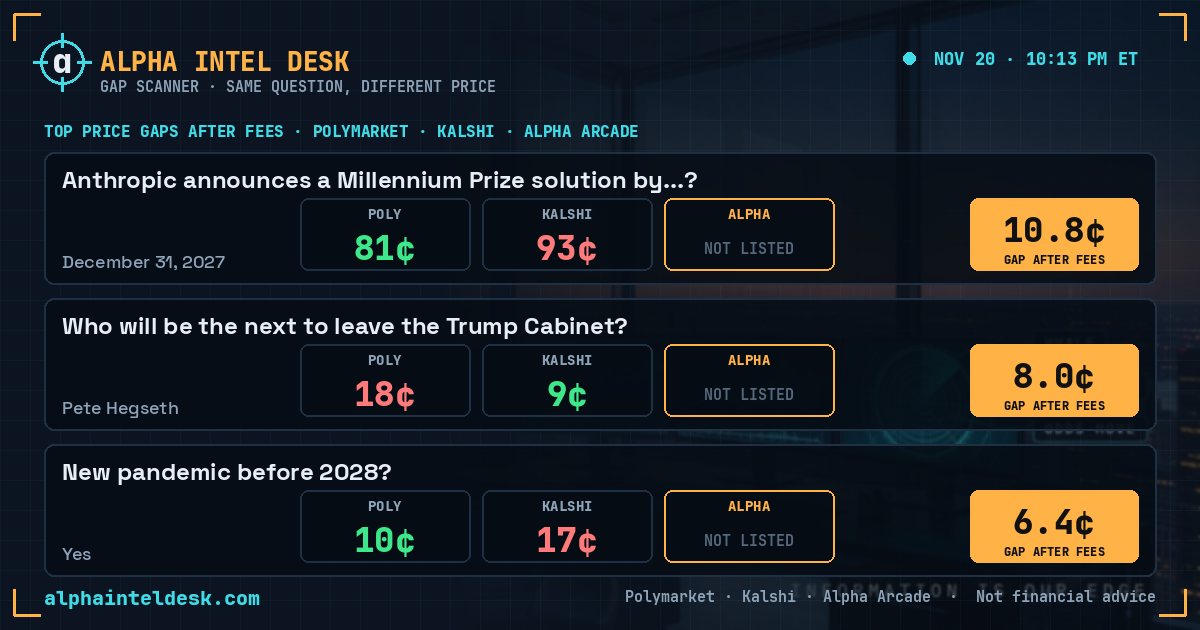 α
ALPHA INTEL DESK
GAP SCANNER · SAME QUESTION, DIFFERENT PRICE
NOV 20 · 10:13 PM ET
TOP PRICE GAPS AFTER FEES · POLYMARKET · KALSHI · ALPHA ARCADE
Anthropic announces a Millennium Prize solution by...?
December 31, 2027
POLY
81¢
KALSHI
93¢
ALPHA
NOT LISTED
10.8¢
GAP AFTER FEES
Who will be the next to leave the Trump Cabinet?
Pete Hegseth
POLY
18¢
KALSHI
9¢
ALPHA
NOT LISTED
8.0¢
GAP AFTER FEES
New pandemic before 2028?
Yes
POLY
10¢
KALSHI
17¢
ALPHA
NOT LISTED
6.4¢
GAP AFTER FEES
INFORMATION IS OUR EDGE
alphainteldesk.com
Polymarket · Kalshi · Alpha Arcade · Not financial advice